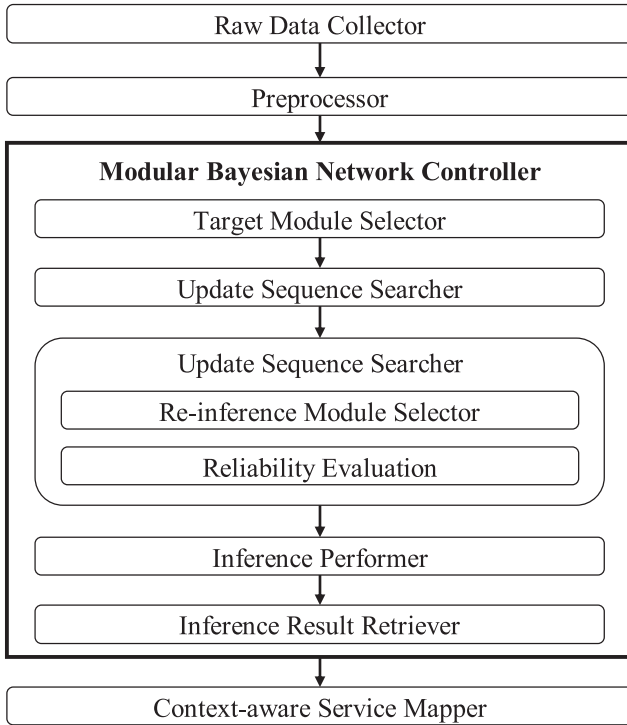 Raw Data Collector
Preprocessor
Modular Bayesian Network Controller
Target Module Selector
Update Sequence Searcher
Update Sequence Searcher
Re-inference Module Selector
Reliability Evaluation
Inference Performer
Inference Result Retriever
Context-aware Service Mapper